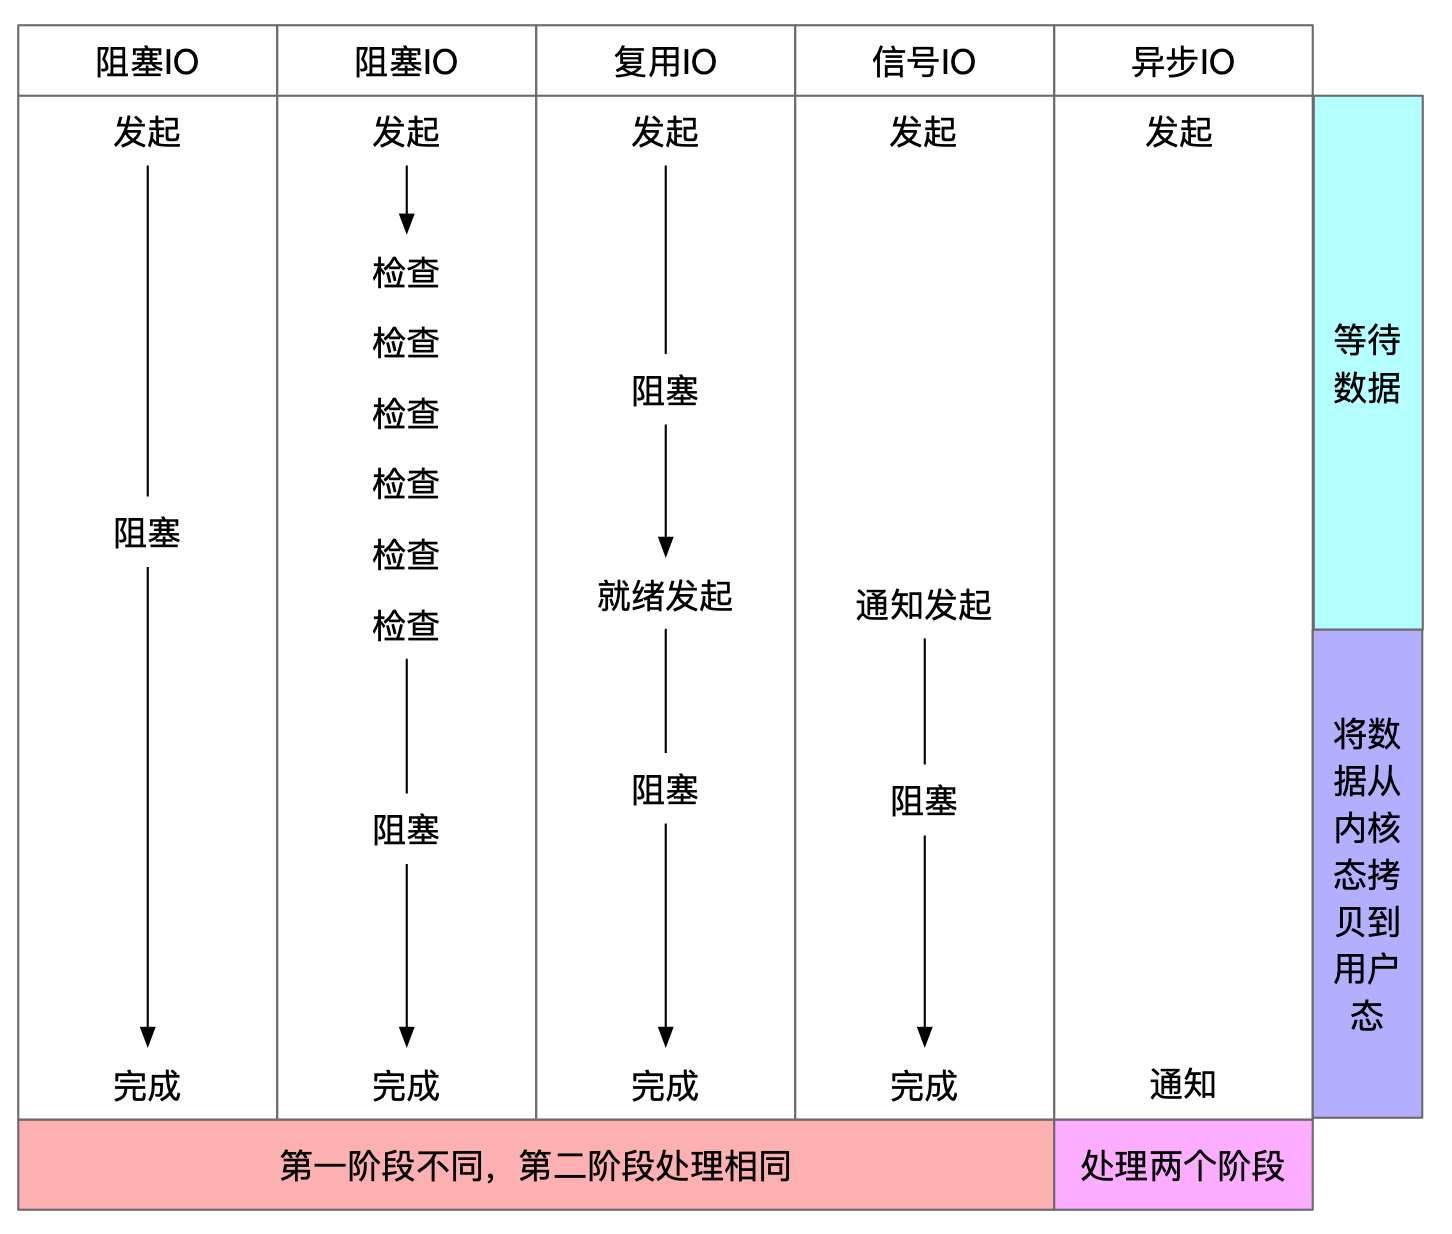 阻塞IO
阻塞IO
复用IO
信号IO
异步IO
发起
阻塞
完成
发起
检查
检查
检查
检查
检查
检查
阻塞
完成
发起
阻塞
就绪发起
阻塞
完成
发起
通知发起
阻塞
完成
发起
通知
等待
数据
将数
据从
内核
态拷
贝到
用户
态
第一阶段不同，第二阶段处理相同
处理两个阶段